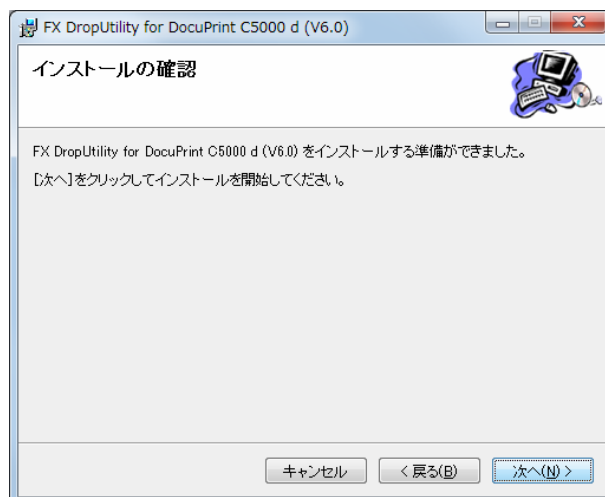 FX DropUtility for DocuPrint C5000 d (V6.0)
インストールの確認
FX DropUtility for DocuPrint C5000 d (V6.0) をインストールする準備ができました。
[次へ]をクリックしてインストールを開始してください。
キャンセル
< 戻る(B)
次へ(N) >